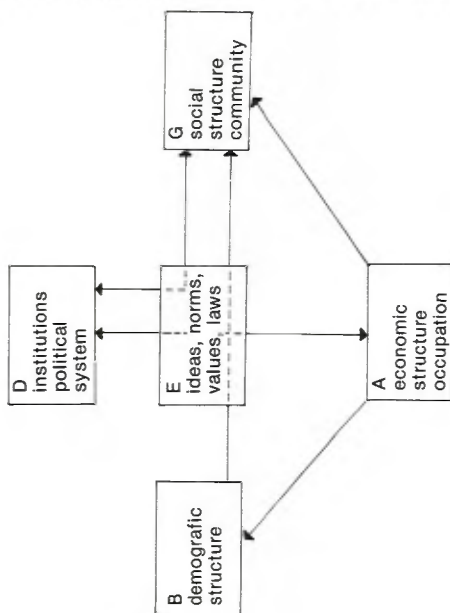 B
demografic
structure
A
economic
structure
occupation
E
ideas, norms,
values, laws
D
institutions
political
system
G
social
structure
community